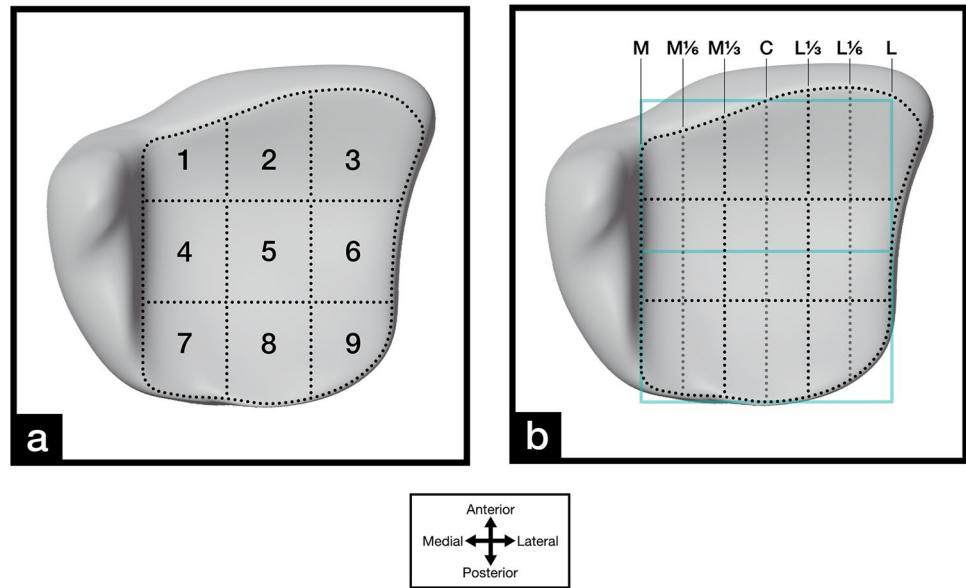 1 2 3
4 5 6
7 8 9
a
M M⅙ M⅓ C L⅓ L⅙ L
b
Anterior
Medial Lateral
Posterior